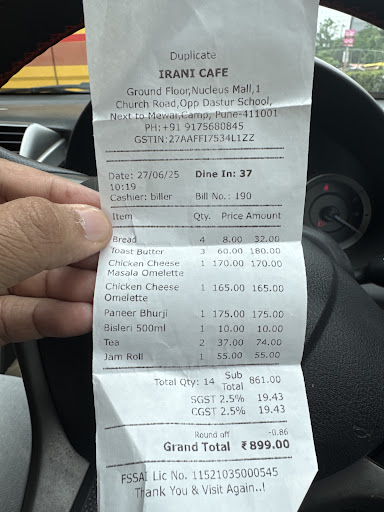 Duplicate
IRANI CAFE
Ground Floor,Nucleus Mall,1
Church Road,Opp Dastur School,
Next to Mewar,Camp, Pune-411001
PH:+91 9175680845
GSTIN:27AAFFI7534L1ZZ
Date: 27/06/25 Dine In: 37
10:19
Cashier: biller Bill No.: 190
Item Qty. Price Amount
Bread 4 8.00 32.00
Toast Butter 3 60.00 180.00
Chicken Cheese 1 170.00 170.00
Masala Omelette
Chicken Cheese 1 165.00 165.00
Omelette
Paneer Bhurji 1 175.00 175.00
Bisleri 500ml 1 10.00 10.00
Tea 2 37.00 74.00
Jam Roll 1 55.00 55.00
Total Qty: 14 Sub Total 861.00
SGST 2.5% 19.43
CGST 2.5% 19.43
Round off -0.86
Grand Total ₹899.00
FSSAI Lic No. 11521035000545
Thank You & Visit Again..!